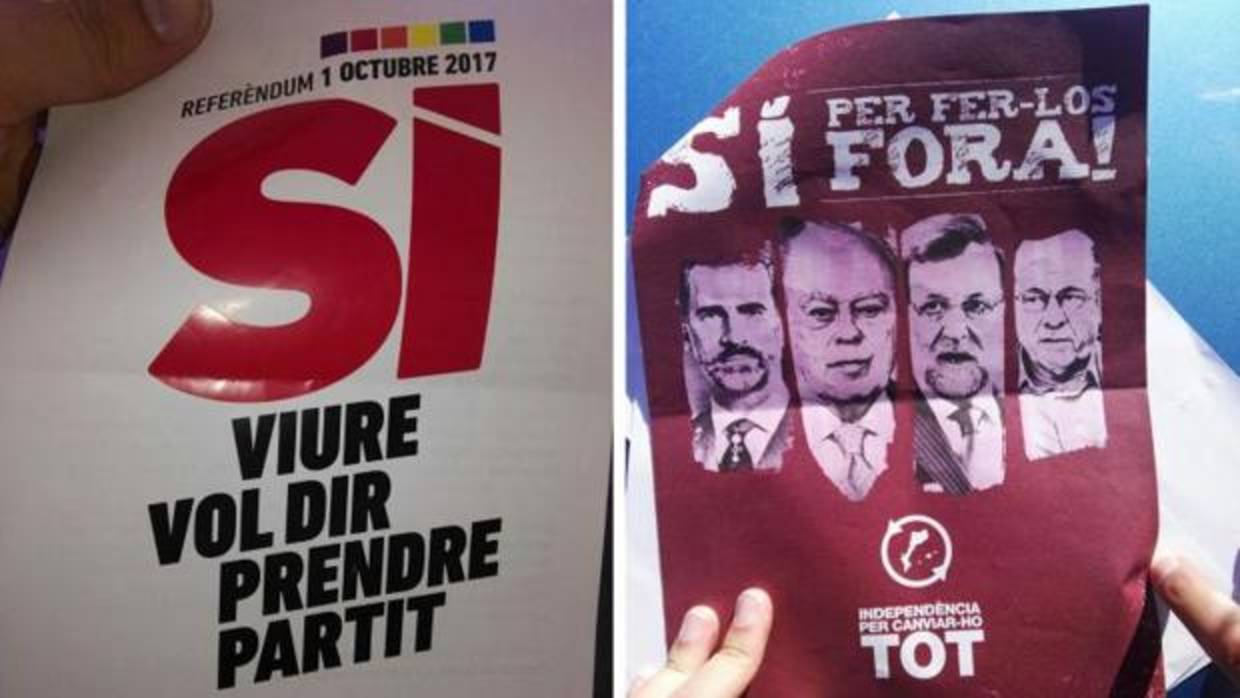 REFERÈNDUM 1 OCTUBRE 2017
SÍ
VIURE
VOL DIR
PRENDRE
PARTIT
SÍ PER FER-LOS
FORA!
INDEPENDÈNCIA
PER CANVIAR-HO
TOT